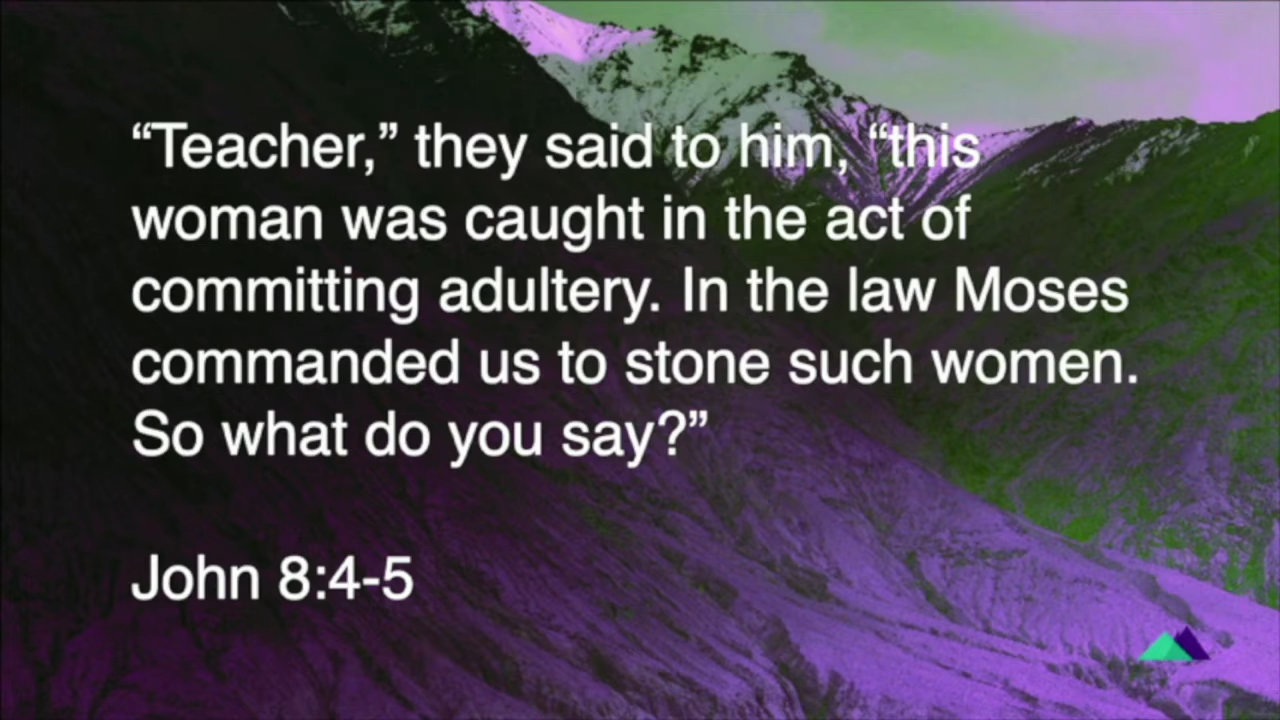 “Teacher,” they said to him, “this
woman was caught in the act of
committing adultery. In the law Moses
commanded us to stone such women.
So what do you say?”
John 8:4-5